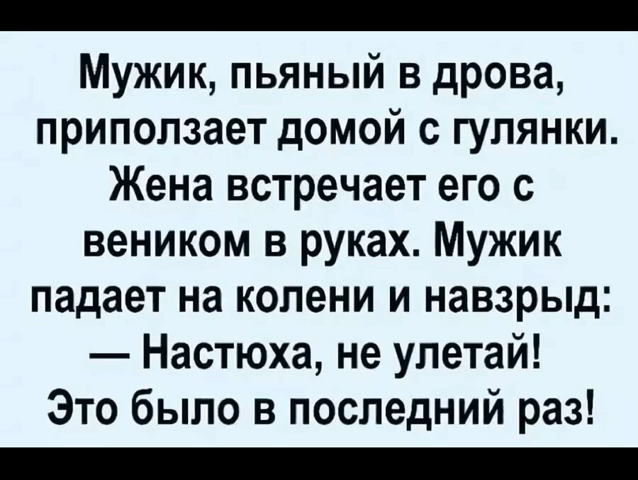 Мужик, пьяный в дрова,
приползает домой с гулянки.
Жена встречает его с
веником в руках. Мужик
падает на колени и навзрыд:
— Настюха, не улетай!
Это было в последний раз!